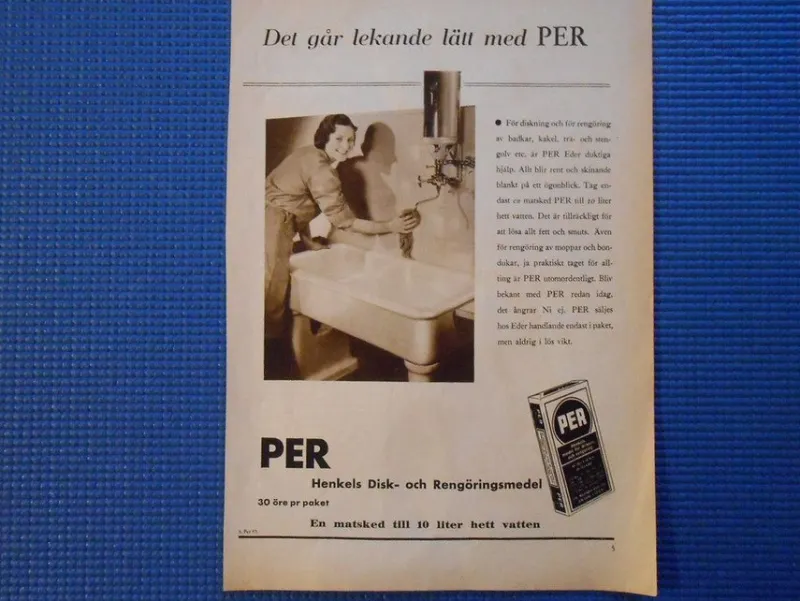 Det går lekande lätt med PER
● För diskning och för rengöring
av badkar, kakel, trä- och sten-
golv etc. är PER Eder duktiga
hjälp. Allt blir rent och skinande
blankt på ett ögonblick. Tag en-
dast en matsked PER till 10 liter
hett vatten. Det är tillräckligt för
att lösa allt fett och smuts. Även
för rengöring av moppar och bon-
dukar, ja praktiskt taget för all-
ting är PER utomordentligt. Bliv
bekant med PER redan idag,
det ångrar Ni ej. PER säljes
hos Eder handlande endast i paket,
men aldrig i lös vikt.
PER
PER
Henkels Disk- och Rengöringsmedel
30 öre pr paket
En matsked till 10 liter hett vatten
5